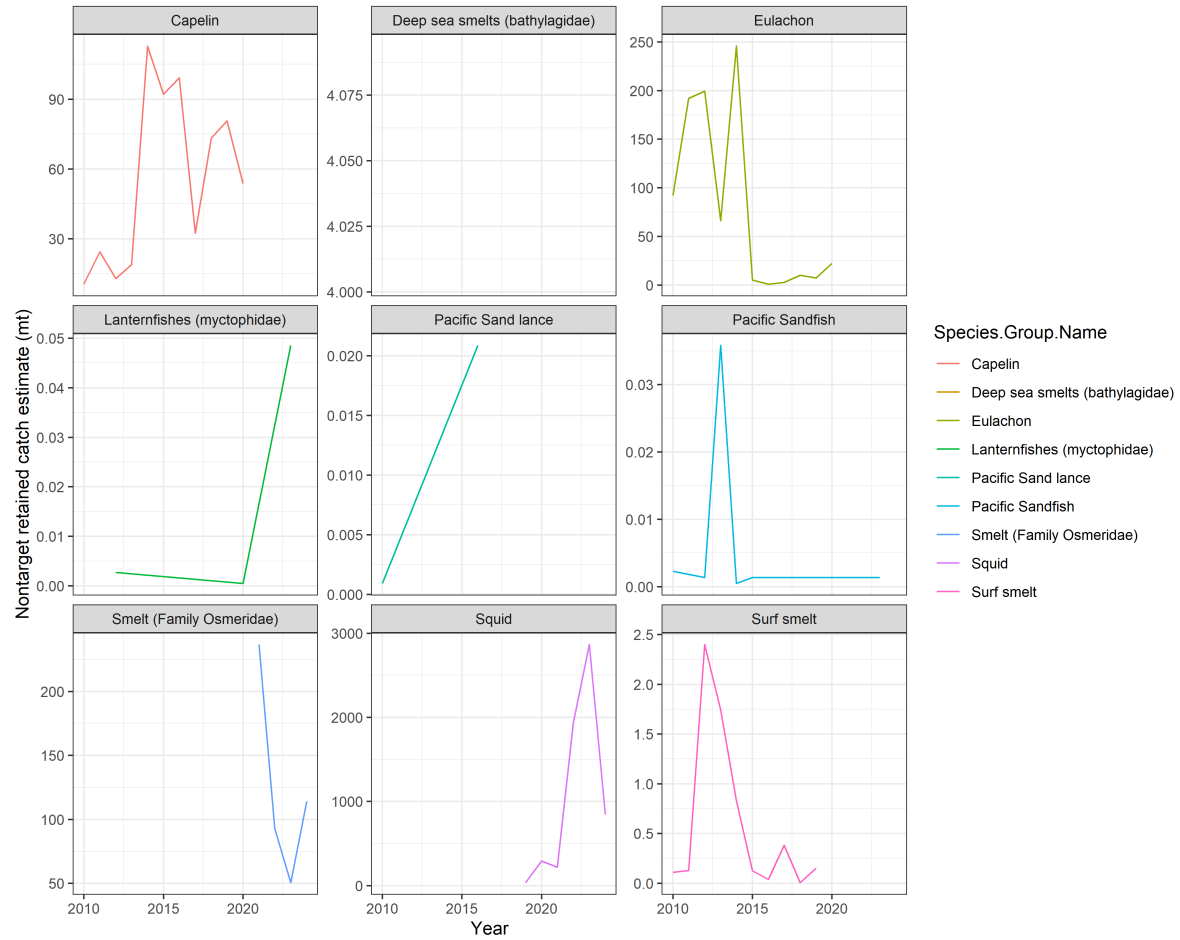 Capelin
Deep sea smelts (bathylagidae)
Eulachon
90
60
30
4.075
4.050
4.025
4.000
250
200
150
100
50
0
Lanternfishes (myctophidae)
Pacific Sand lance
Pacific Sandfish
0.05
0.04
0.03
0.02
0.01
0.00
0.020
0.015
0.010
0.005
0.000
0.03
0.02
0.01
0.00
Smelt (Family Osmeridae)
Squid
Surf smelt
200
150
100
50
3000
2000
1000
0
2.5
2.0
1.5
1.0
0.5
0.0
2010 2015 2020
2010 2015 2020
2010 2015 2020
Year
Nontarget retained catch estimate (mt)
Species.Group.Name
Capelin
Deep sea smelts (bathylagidae)
Eulachon
Lanternfishes (myctophidae)
Pacific Sand lance
Pacific Sandfish
Smelt (Family Osmeridae)
Squid
Surf smelt